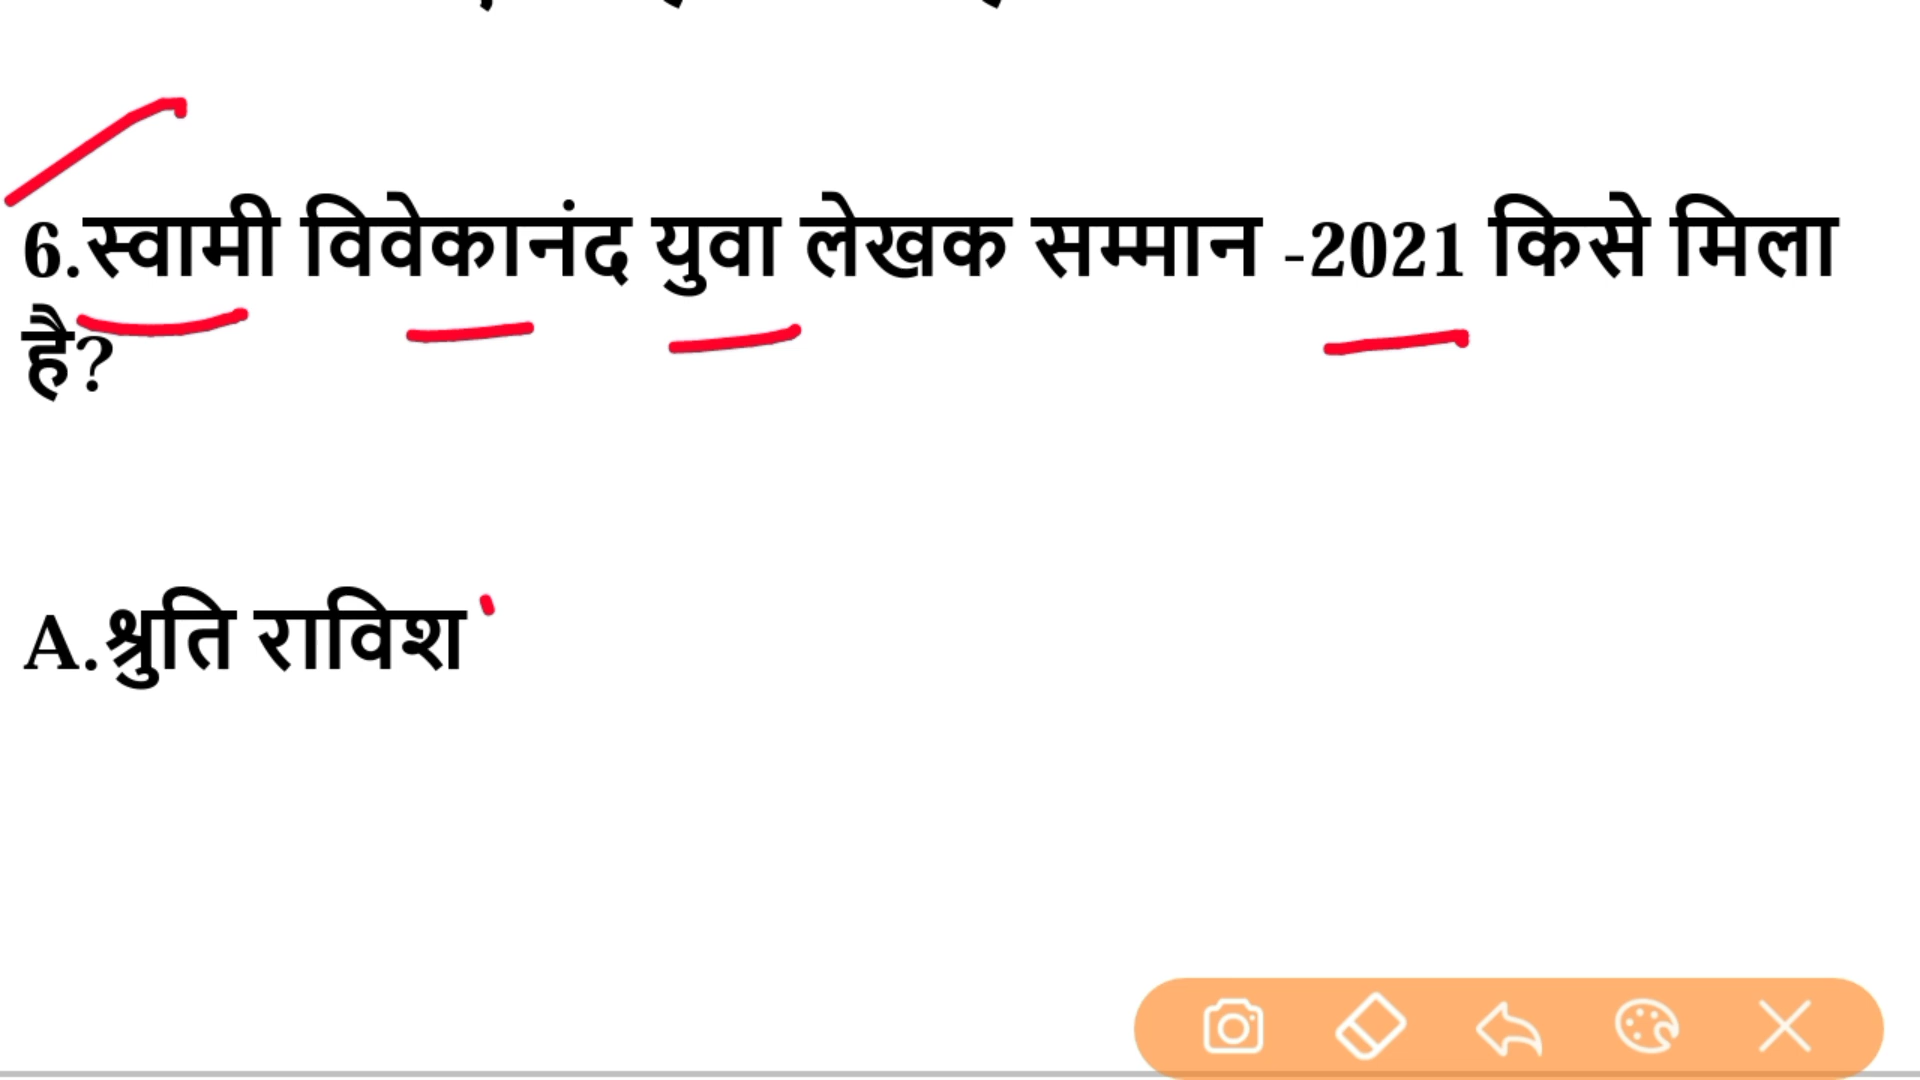 6.स्वामी विवेकानंद युवा लेखक सम्मान -2021 किसे मिला
है?
A.श्रुति राविश